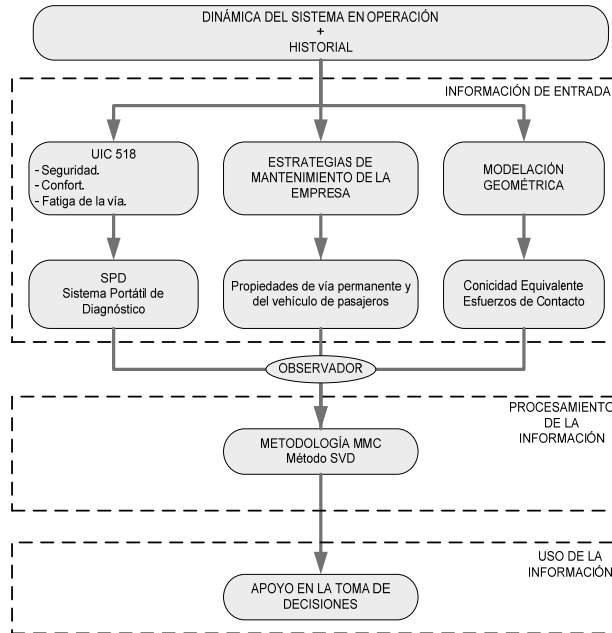 DINÁMICA DEL SISTEMA EN OPERACIÓN
+
HISTORIAL
INFORMACIÓN DE ENTRADA
UIC 518
- Seguridad.
- Confort.
- Fatiga de la vía.
ESTRATEGIAS DE
MANTENIMIENTO DE LA
EMPRESA
MODELACIÓN
GEOMÉTRICA
SPD
Sistema Portátil de
Diagnóstico
Propiedades de vía permanente y
del vehículo de pasajeros
Conicidad Equivalente
Esfuerzos de Contacto
OBSERVADOR
PROCESAMIENTO
DE LA
INFORMACIÓN
METODOLOGÍA MMC
Método SVD
USO DE LA
INFORMACIÓN
APOYO EN LA TOMA DE
DECISIONES